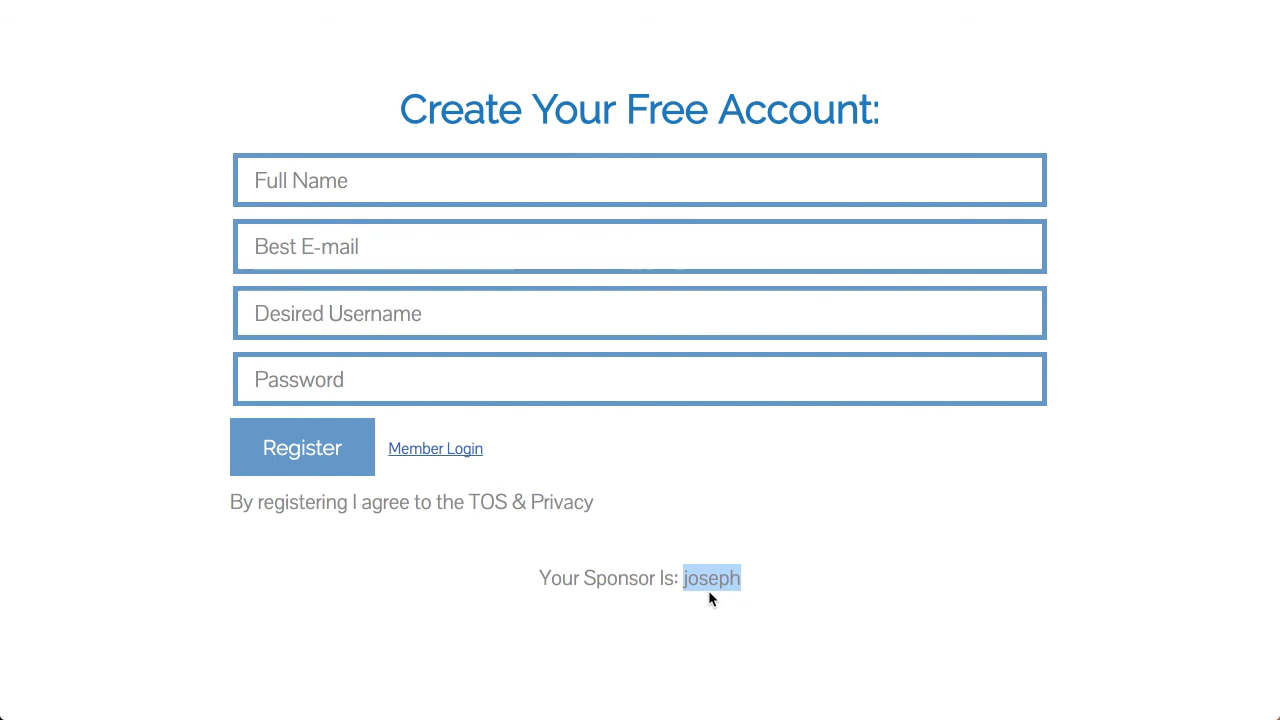 Create Your Free Account:
Full Name
Best E-mail
Desired Username
Password
Register Member Login
By registering I agree to the TOS & Privacy
Your Sponsor Is: joseph